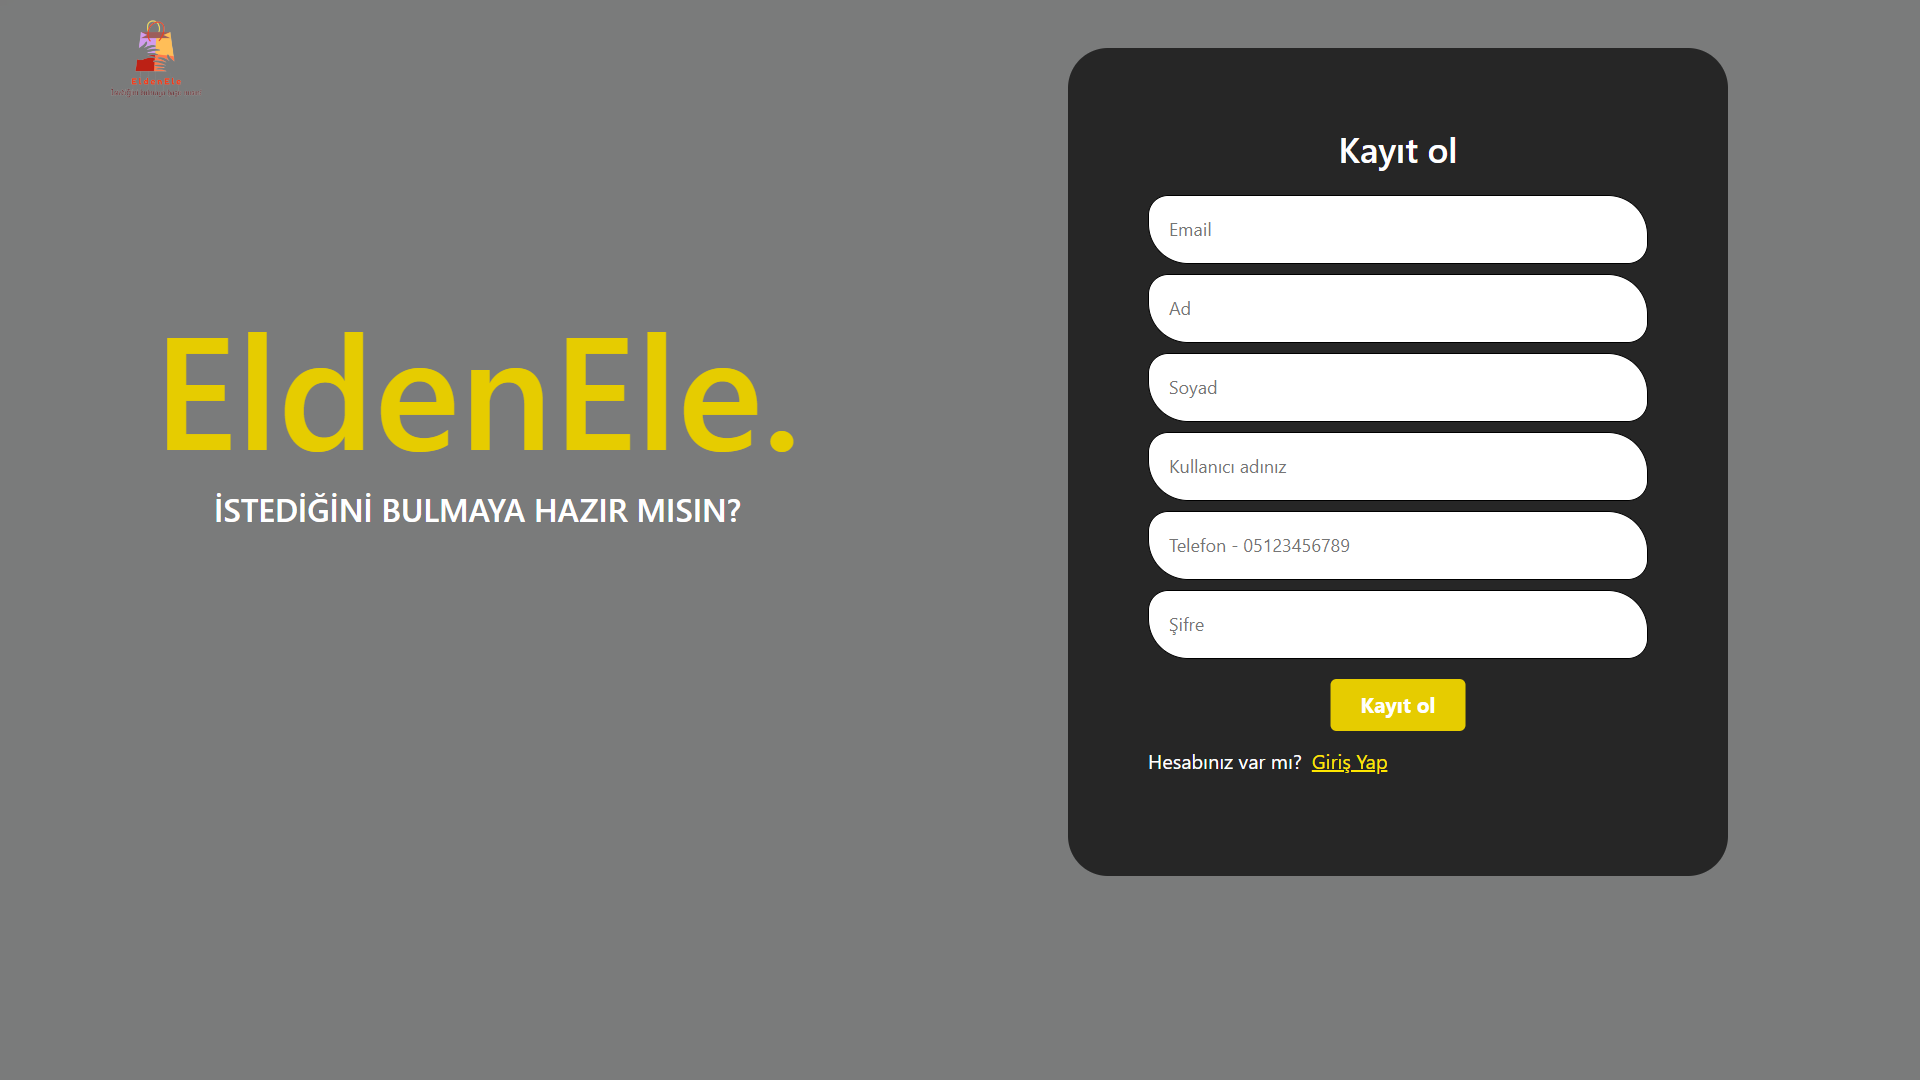 EldenEle
EldenEle.
İSTEDİĞİNİ BULMAYA HAZIR MISIN?
Kayıt ol
Email
Ad
Soyad
Kullanıcı adınız
Telefon - 05123456789
Şifre
Kayıt ol
Hesabınız var mı? Giriş Yap